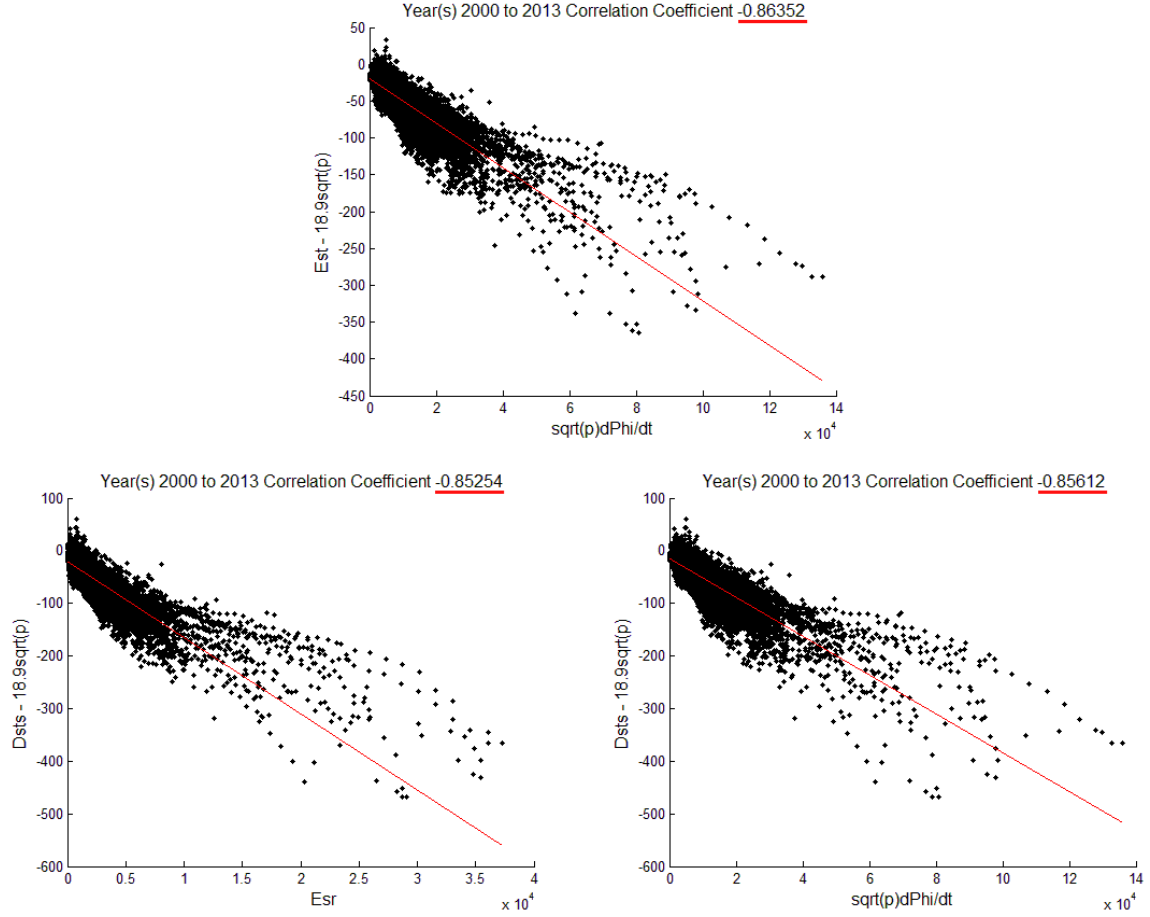 Year(s) 2000 to 2013 Correlation Coefficient -0.86352
50
0
-50
-100
-150
-200
-250
-300
-350
-400
-450
Est - 18.9sqrt(p)
0 2 4 6 8 10 12 14
x 10^4
sqrt(p)dPhi/dt
Year(s) 2000 to 2013 Correlation Coefficient -0.85254
100
0
-100
-200
-300
-400
-500
-600
Dsts - 18.9sqrt(p)
0 0.5 1 1.5 2 2.5 3 3.5 4
x 10^4
Esr
Year(s) 2000 to 2013 Correlation Coefficient -0.85612
100
0
-100
-200
-300
-400
-500
-600
Dsts - 18.9sqrt(p)
0 2 4 6 8 10 12 14
x 10^4
sqrt(p)dPhi/dt